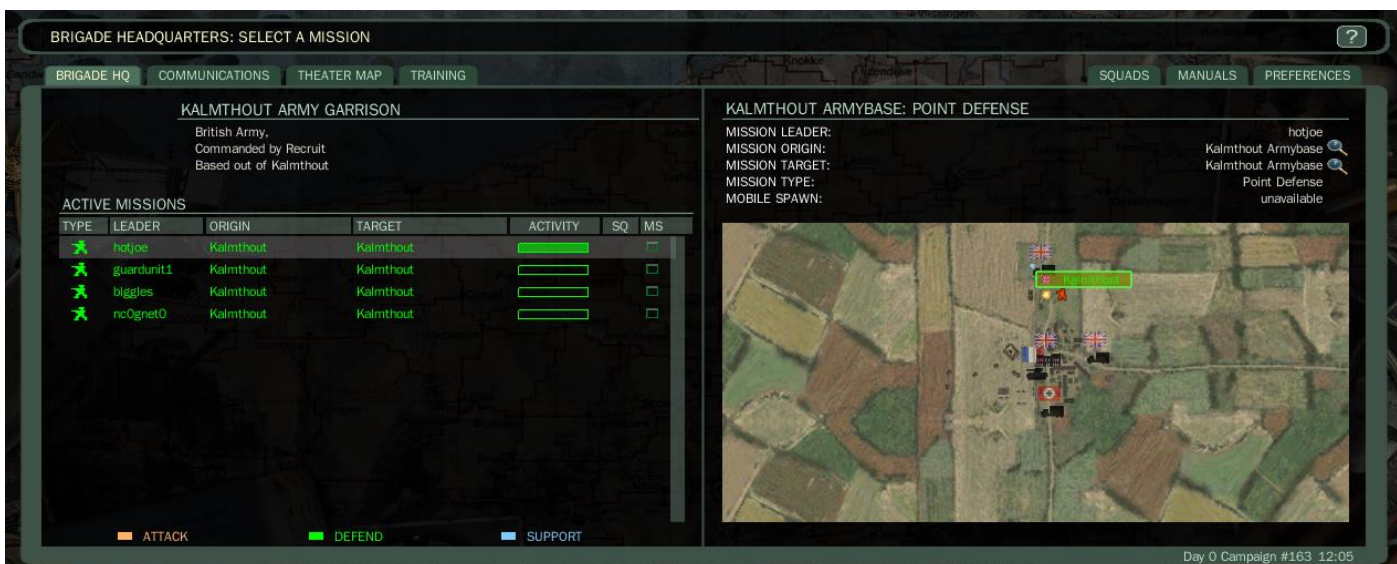 BRIGADE HEADQUARTERS: SELECT A MISSION
?
BRIGADE HQ COMMUNICATIONS THEATER MAP TRAINING
SQUADS MANUALS PREFERENCES
KALMTHOUT ARMY GARRISON
British Army,
Commanded by Recruit
Based out of Kalmthout
ACTIVE MISSIONS
TYPE LEADER ORIGIN TARGET ACTIVITY SQ MS
hotjoe Kalmthout Kalmthout
guardunit1 Kalmthout Kalmthout
biggles Kalmthout Kalmthout
nc0gnet0 Kalmthout Kalmthout
ATTACK DEFEND SUPPORT
KALMTHOUT ARMYBASE: POINT DEFENSE
MISSION LEADER: hotjoe
MISSION ORIGIN: Kalmthout Armybase
MISSION TARGET: Kalmthout Armybase
MISSION TYPE: Point Defense
MOBILE SPAWN: unavailable
Kalmthout
Day 0 Campaign #163 12:05